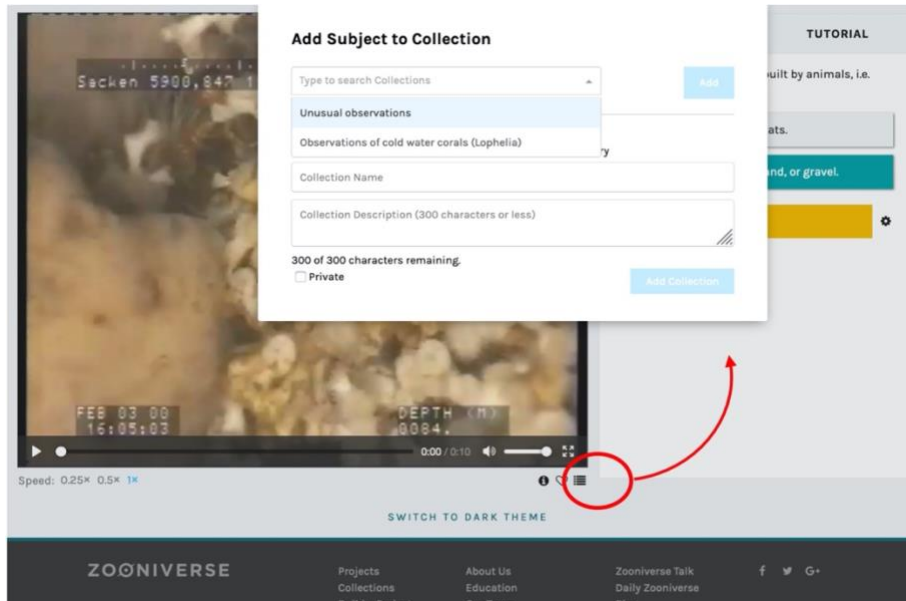 Add Subject to Collection
TUTORIAL
Sacken 5900,847
Type to search Collections
Add
built by animals, i.e.
Unusual observations
Observations of cold water corals (Lophelia)
ats.
and, or gravel.
Collection Name
Collection Description (300 characters or less)
300 of 300 characters remaining.
Private
Add Collection
FEB 03 00
16:05:03
DEPTH (M)
0084.
0:00 / 0:10
Speed: 0.25× 0.5× 1×
SWITCH TO DARK THEME
ZOONIVERSE
Projects
About Us
Zooniverse Talk
Collections
Education
Daily Zooniverse